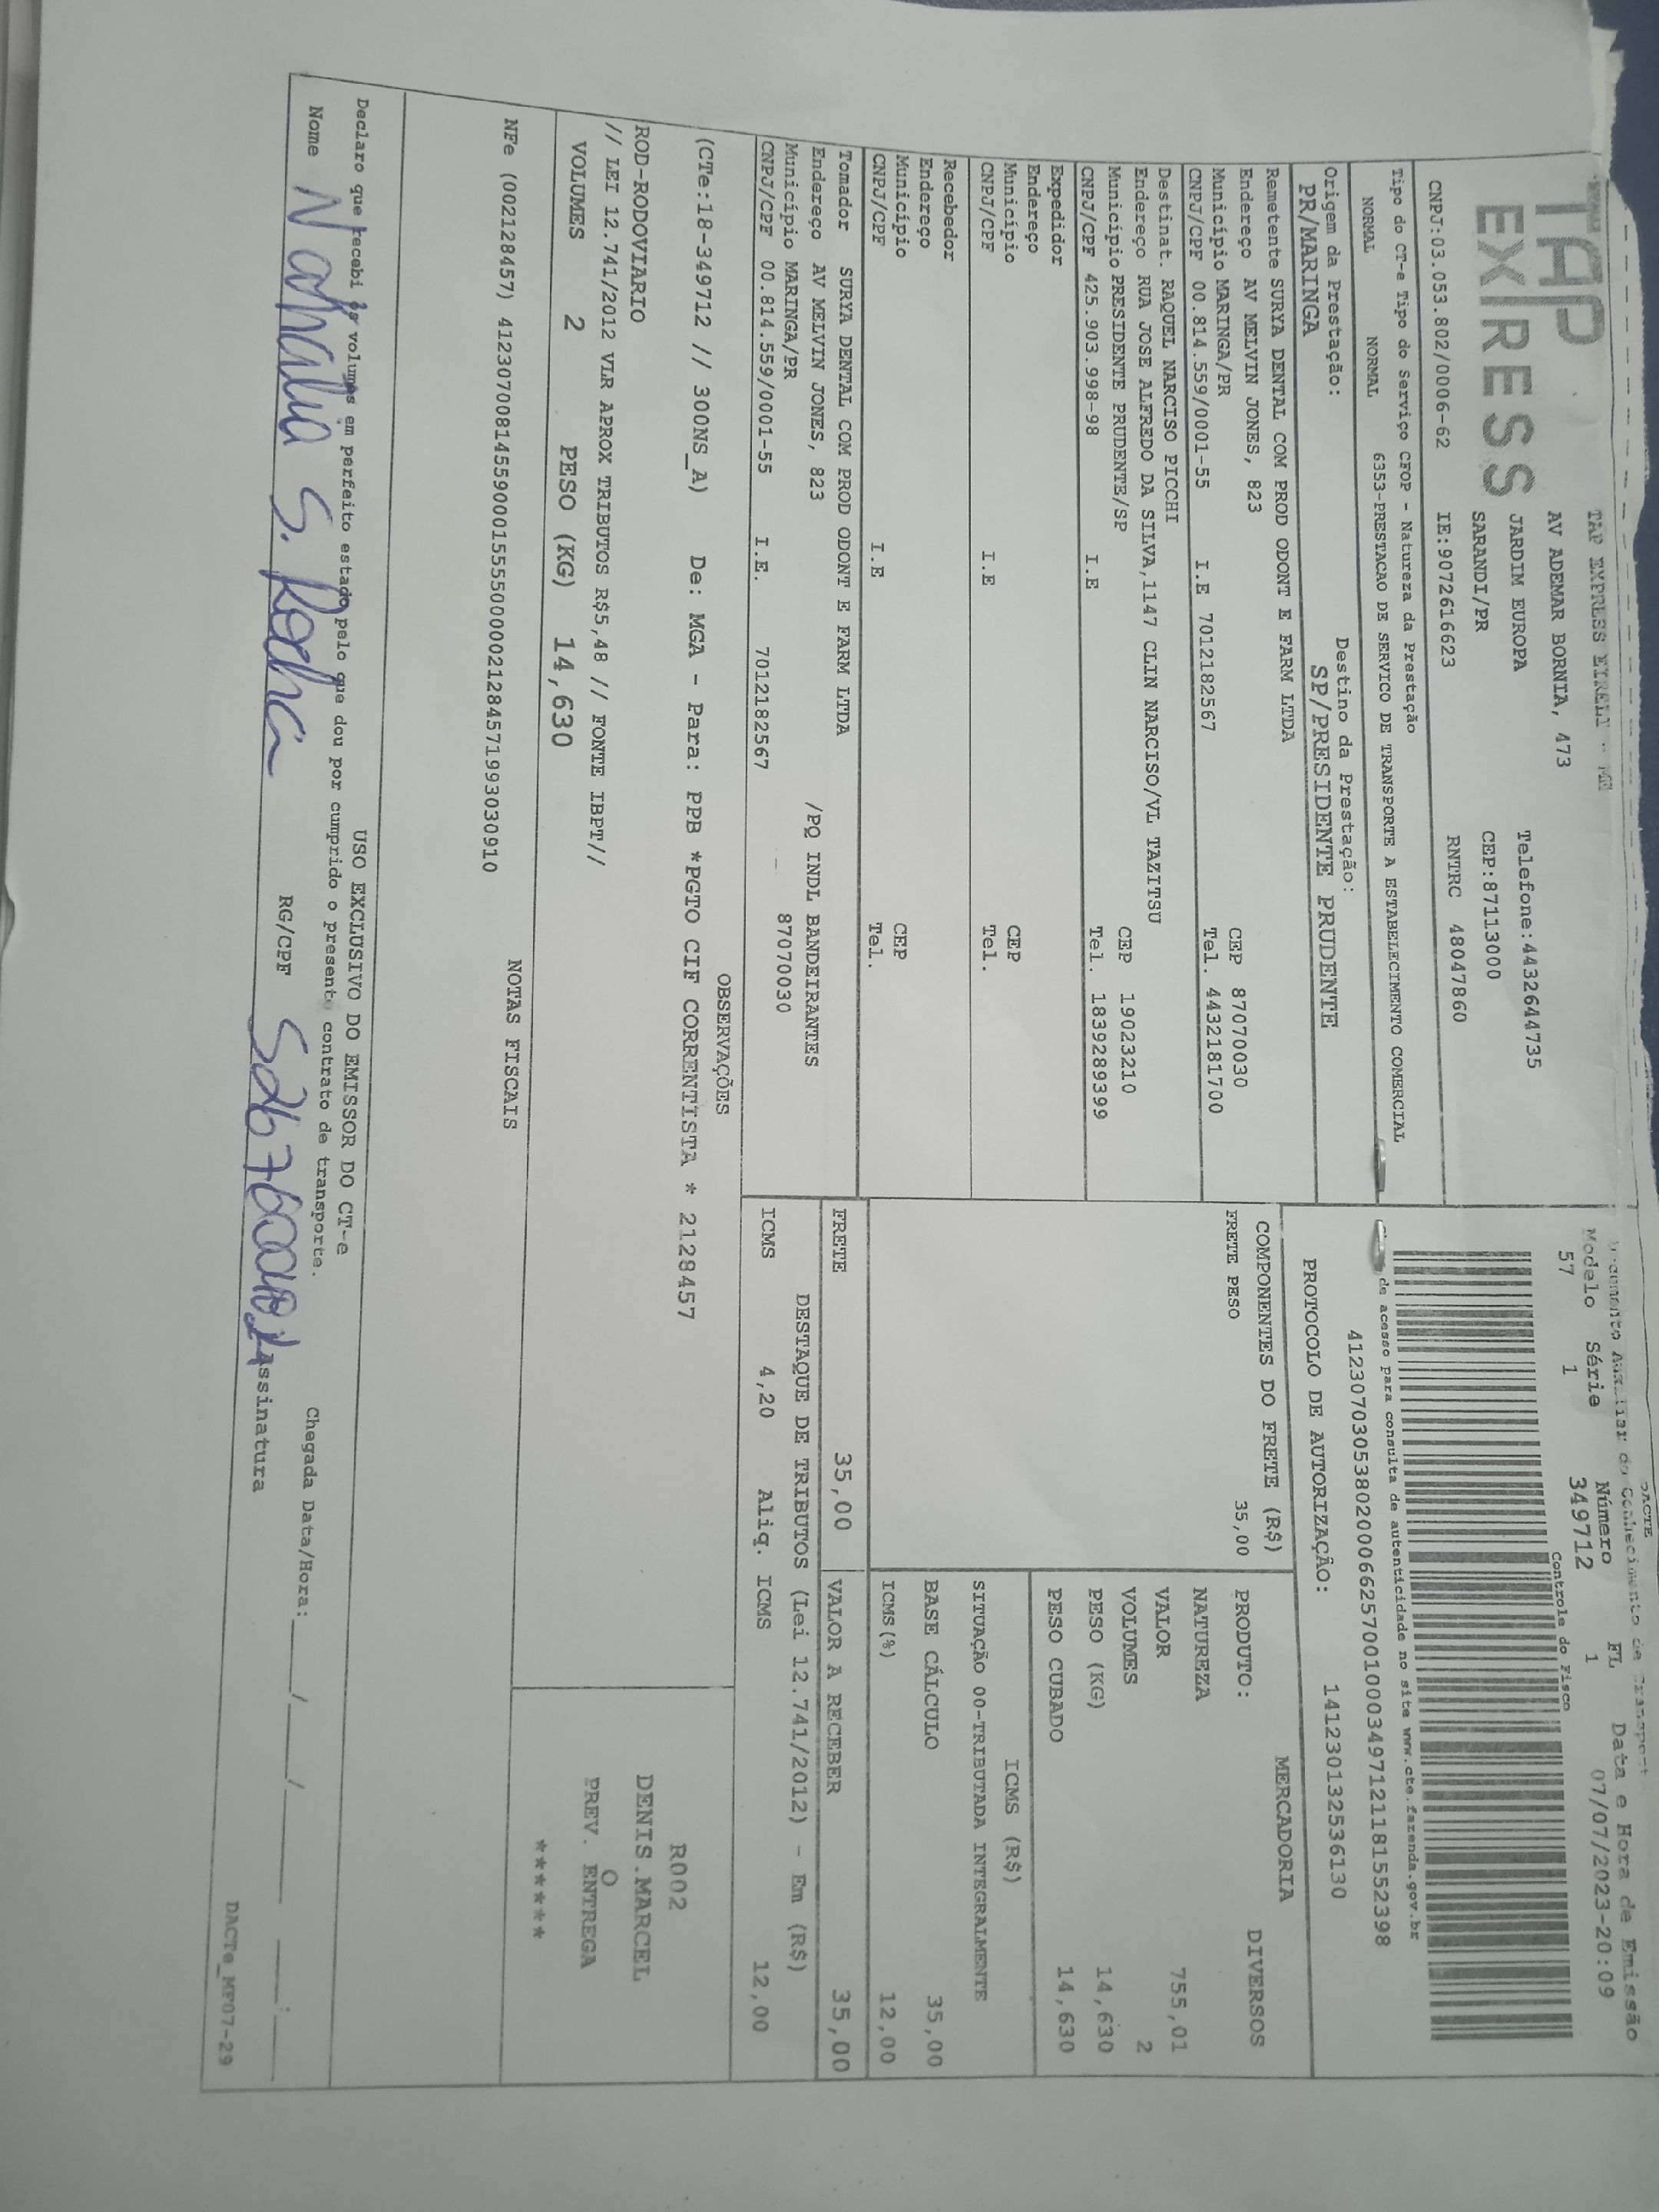 TAP
EXPRESS
TAP EXPRESS EIRELI - ME
AV ADEMAR BORNIA, 473
JARDIM EUROPA
Telefone:4432644735
SARANDI/PR
CEP:87113000
CNPJ:03.053.802/0006-62 IE:9072616623 RNTRC 48047860
DACTE
Modelo Série Número FL Data e Hora de Emissão
57 1 349712 1 07/07/2023-20:09
Controle do Fisco
Tipo do CT-e Tipo do Serviço CFOP - Natureza da Prestação
NORMAL NORMAL 6353-PRESTACAO DE SERVICO DE TRANSPORTE A ESTABELECIMENTO COMERCIAL
de acesso para consulta de autenticidade no site www.cte.fazenda.gov.br
41230703053802000662570010003497121181552398
Origem da Prestação: Destino da Prestação:
PR/MARINGA SP/PRESIDENTE PRUDENTE
PROTOCOLO DE AUTORIZAÇÃO: 141230132536130
Remetente SURYA DENTAL COM PROD ODONT E FARM LTDA
Endereço AV MELVIN JONES, 823
Município MARINGA/PR CEP 87070030
CNPJ/CPF 00.814.559/0001-55 I.E 7012182567 Tel. 4432181700
Destinat. RAQUEL NARCISO PICCHI
Endereço RUA JOSE ALFREDO DA SILVA,1147 CLIN NARCISO/VL TAZITSU
Município PRESIDENTE PRUDENTE/SP CEP 19023210
CNPJ/CPF 425.903.998-98 I.E Tel. 1839289399
Expedidor
Endereço
Município CEP
CNPJ/CPF I.E Tel.
Recebedor
Endereço
Município CEP
CNPJ/CPF I.E Tel.
Tomador SURYA DENTAL COM PROD ODONT E FARM LTDA
Endereço AV MELVIN JONES, 823 /PQ INDL BANDEIRANTES
Município MARINGA/PR 87070030
CNPJ/CPF 00.814.559/0001-55 I.E. 7012182567
COMPONENTES DO FRETE (R$)
FRETE PESO 35,00
MERCADORIA
PRODUTO: DIVERSOS
NATUREZA
VALOR 755,01
VOLUMES 2
PESO (KG) 14,630
PESO CUBADO 14,630
ICMS (R$)
SITUAÇÃO 00-TRIBUTADA INTEGRALMENTE
BASE CÁLCULO 35,00
ICMS(%) 12,00
FRETE 35,00 VALOR A RECEBER 35,00
DESTAQUE DE TRIBUTOS (Lei 12.741/2012) - Em (R$)
ICMS 4,20 Aliq. ICMS 12,00
OBSERVAÇÕES
(CTe:18-349712 // 300NS_A) De: MGA - Para: PPB *PGTO CIF CORRENTISTA * 2128457
ROD-RODOVIARIO
// LEI 12.741/2012 VLR APROX TRIBUTOS R$5,48 // FONTE IBPT//
VOLUMES 2 PESO (KG) 14,630
R002
DENIS.MARCEL
O
PREV. ENTREGA
******
NOTAS FISCAIS
NFe (002128457) 41230700814559000155550000021284571993030910
USO EXCLUSIVO DO EMISSOR DO CT-e
Declaro que recebi os volumes em perfeito estado pelo que dou por cumprido o presente contrato de transporte.
Chegada Data/Hora:____/____/______ ____:____
Nome Nathalia S. Rocha RG/CPF Assinatura
DACTe_MF07-29